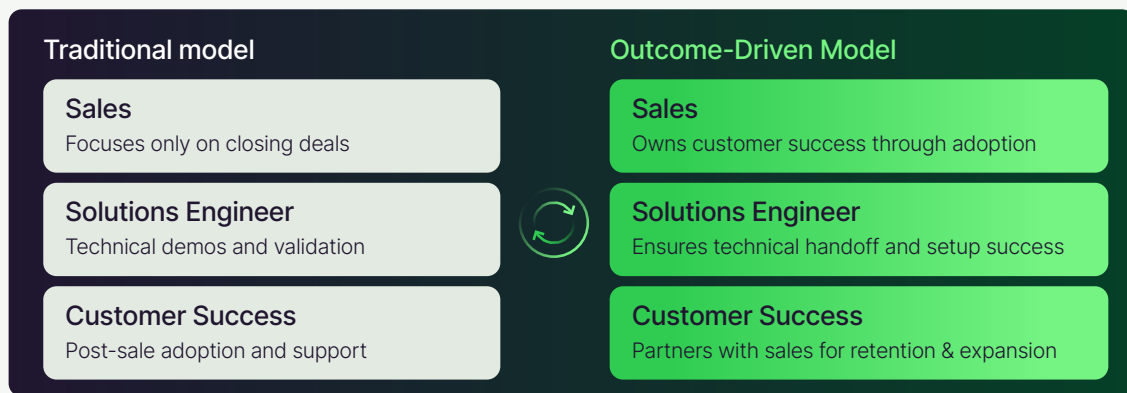 Traditional model
Sales
Focuses only on closing deals
Solutions Engineer
Technical demos and validation
Customer Success
Post-sale adoption and support
Outcome-Driven Model
Sales
Owns customer success through adoption
Solutions Engineer
Ensures technical handoff and setup success
Customer Success
Partners with sales for retention & expansion